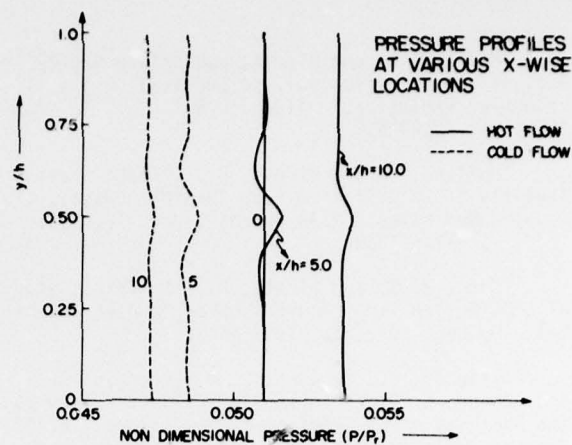 PRESSURE PROFILES
AT VARIOUS X-WISE
LOCATIONS
HOT FLOW
COLD FLOW
1.0
0.75
0.50
0.25
0
y/h
x/h=10.0
0
x/h=5.0
10
5
0.045
0.050
0.055
NON DIMENSIONAL PRESSURE (P/Pr)